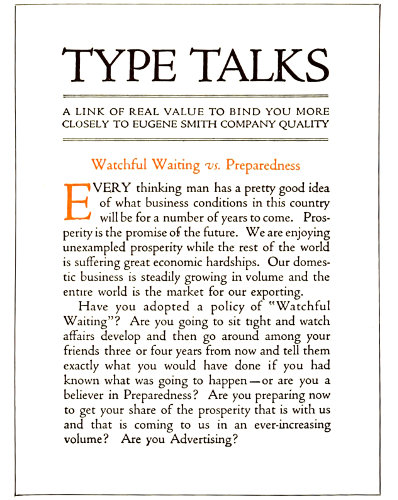 TYPE TALKS
A LINK OF REAL VALUE TO BIND YOU MORE
CLOSELY TO EUGENE SMITH COMPANY QUALITY
Watchful Waiting vs. Preparedness
EVERY thinking man has a pretty good idea
of what business conditions in this country
will be for a number of years to come. Pros-
perity is the promise of the future. We are enjoying
unexampled prosperity while the rest of the world
is suffering great economic hardships. Our domes-
tic business is steadily growing in volume and the
entire world is the market for our exporting.
Have you adopted a policy of "Watchful
Waiting"? Are you going to sit tight and watch
affairs develop and then go around among your
friends three or four years from now and tell them
exactly what you would have done if you had
known what was going to happen—or are you a
believer in Preparedness? Are you preparing now
to get your share of the prosperity that is with us
and that is coming to us in an ever-increasing
volume? Are you Advertising?